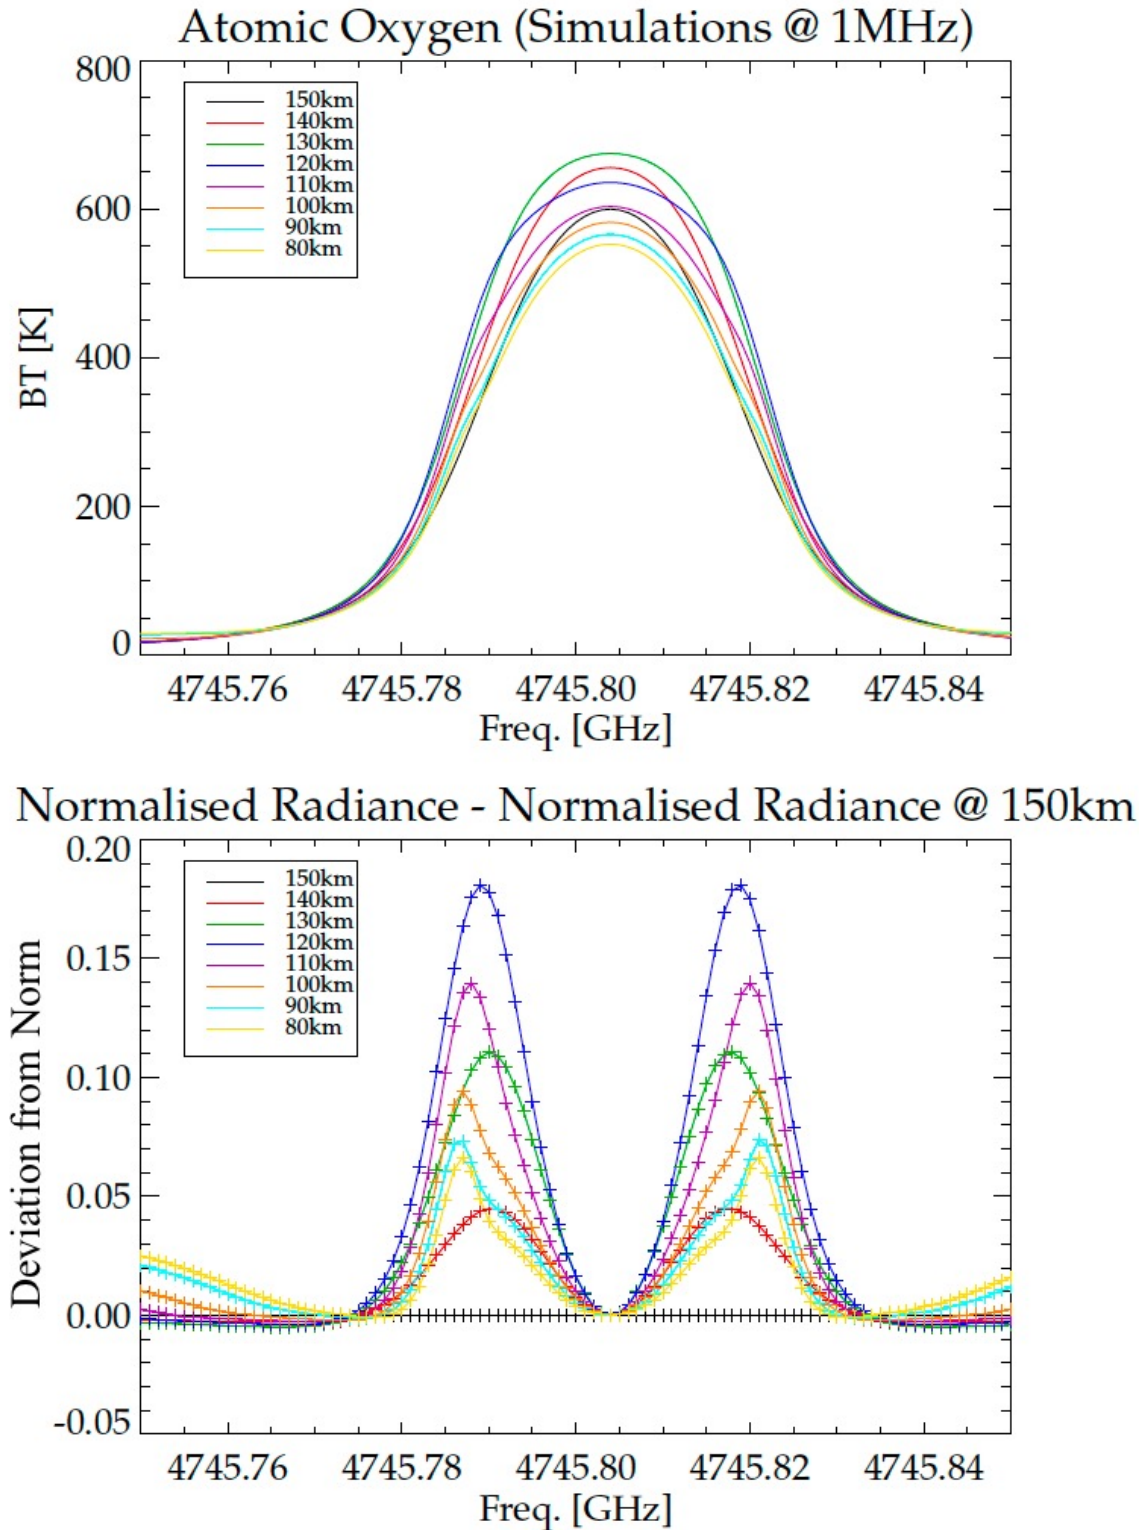 Atomic Oxygen (Simulations @ 1MHz)
800
600
400
200
0
BT [K]
150km
140km
130km
120km
110km
100km
90km
80km
4745.76 4745.78 4745.80 4745.82 4745.84
Freq. [GHz]
Normalised Radiance - Normalised Radiance @ 150km
0.20
0.15
0.10
0.05
0.00
-0.05
Deviation from Norm
150km
140km
130km
120km
110km
100km
90km
80km
4745.76 4745.78 4745.80 4745.82 4745.84
Freq. [GHz]